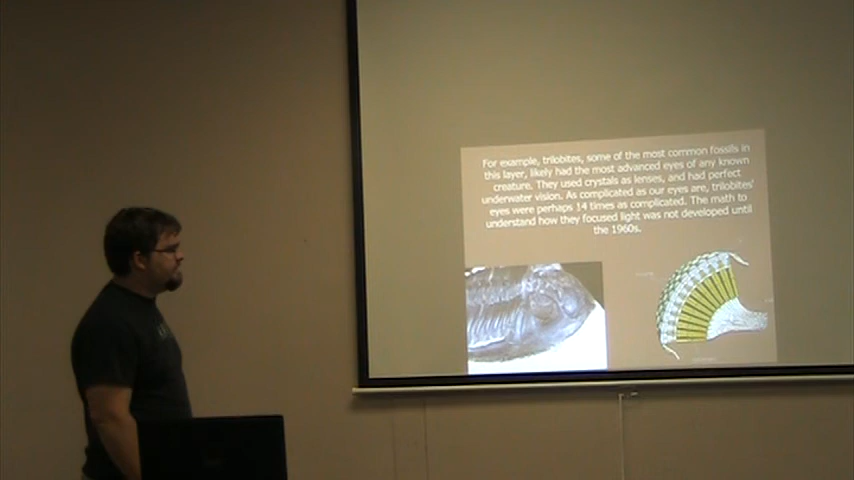 For example, trilobites, some of the most common fossils in
this layer, likely had the most advanced eyes of any known
creature. They used crystals as lenses, and had perfect
underwater vision. As complicated as our eyes are, trilobites'
eyes were perhaps 14 times as complicated. The math to
understand how they focused light was not developed until
the 1960s.